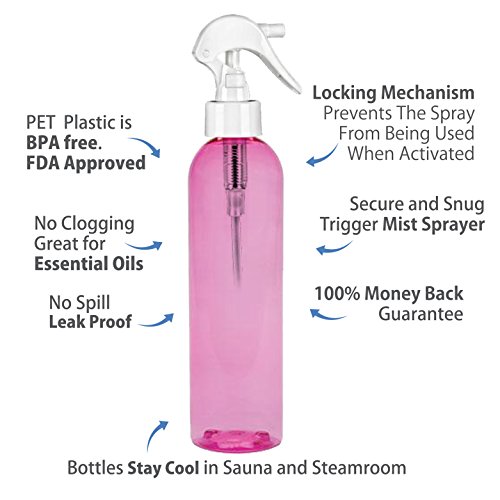 PET Plastic is
BPA free.
FDA Approved
No Clogging
Great for
Essential Oils
No Spill
Leak Proof
Locking Mechanism
Prevents The Spray
From Being Used
When Activated
Secure and Snug
Trigger Mist Sprayer
100% Money Back
Guarantee
Bottles Stay Cool in Sauna and Steamroom